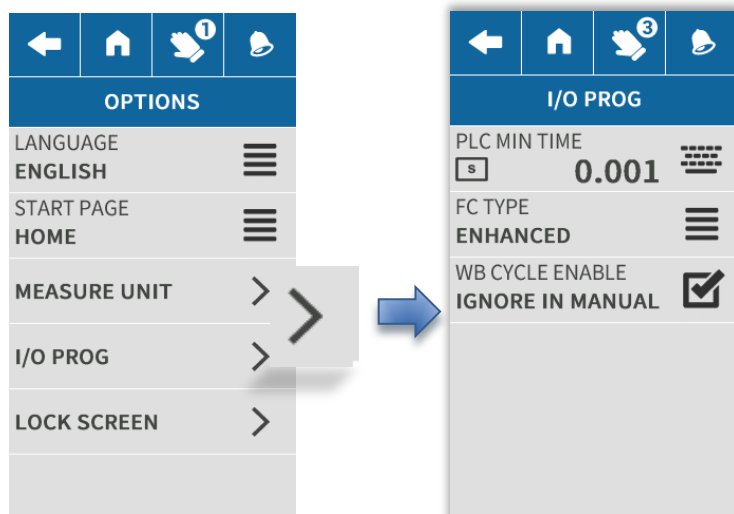 1
OPTIONS
LANGUAGE
ENGLISH
START PAGE
HOME
MEASURE UNIT
I/O PROG
LOCK SCREEN
3
I/O PROG
PLC MIN TIME
s 0.001
FC TYPE
ENHANCED
WB CYCLE ENABLE
IGNORE IN MANUAL